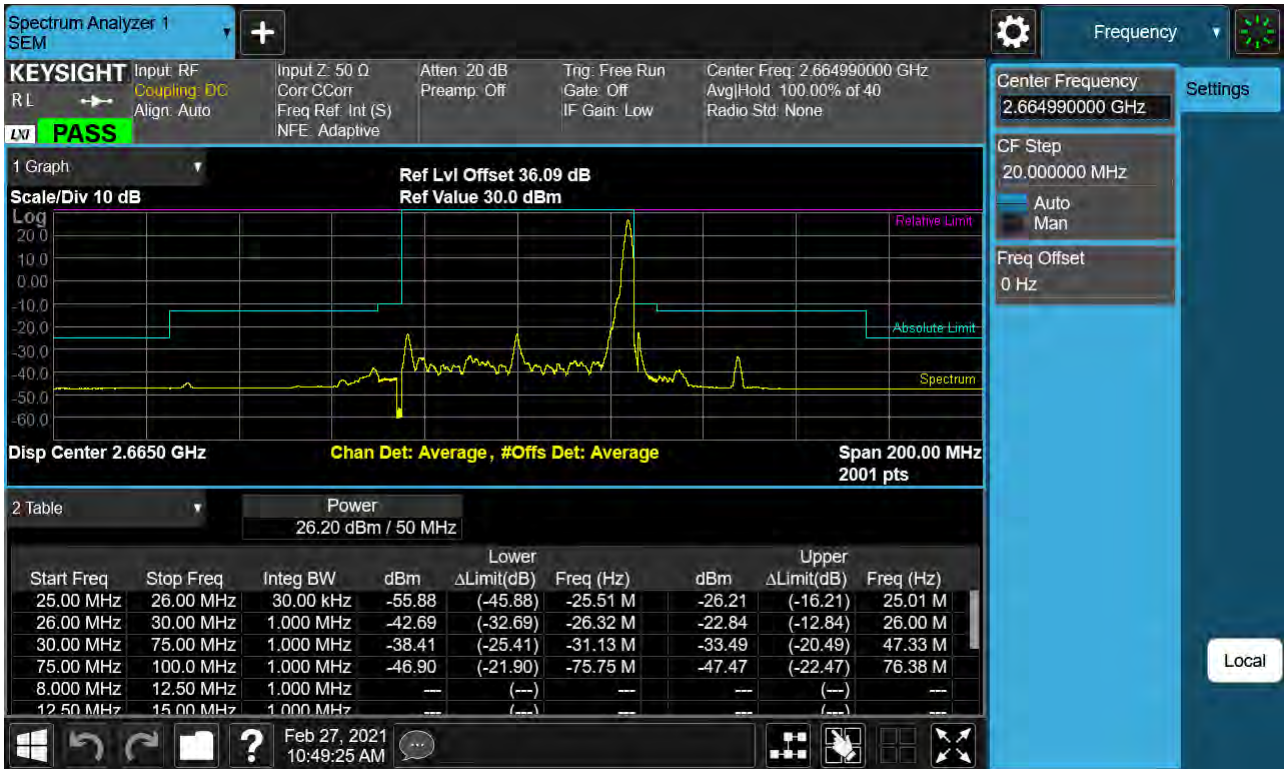 Spectrum Analyzer 1
SEM
+
Frequency
KEYSIGHT
RL
LXI
PASS
Input: RF
Coupling: DC
Align: Auto
Input Z: 50 Ω
Corr CCorr
Freq Ref: Int (S)
NFE: Adaptive
Atten: 20 dB
Preamp: Off
Trig: Free Run
Gate: Off
IF Gain: Low
Center Freq: 2.664990000 GHz
Avg|Hold: 100.00% of 40
Radio Std: None
Center Frequency
2.664990000 GHz
Settings
CF Step
20.000000 MHz
Auto
Man
Freq Offset
0 Hz
Local
1 Graph
Scale/Div 10 dB
Ref Lvl Offset 36.09 dB
Ref Value 30.0 dBm
Log
20.0
10.0
0.00
-10.0
-20.0
-30.0
-40.0
-50.0
-60.0
Relative Limit
Absolute Limit
Spectrum
Disp Center 2.6650 GHz
Chan Det: Average, #Offs Det: Average
Span 200.00 MHz
2001 pts
2 Table
Power
26.20 dBm / 50 MHz
Lower Upper
Start Freq Stop Freq Integ BW dBm ΔLimit(dB) Freq (Hz) dBm ΔLimit(dB) Freq (Hz)
25.00 MHz 26.00 MHz 30.00 kHz -55.88 (-45.88) -25.51 M -26.21 (-16.21) 25.01 M
26.00 MHz 30.00 MHz 1.000 MHz -42.69 (-32.69) -26.32 M -22.84 (-12.84) 26.00 M
30.00 MHz 75.00 MHz 1.000 MHz -38.41 (-25.41) -31.13 M -33.49 (-20.49) 47.33 M
75.00 MHz 100.0 MHz 1.000 MHz -46.90 (-21.90) -75.75 M -47.47 (-22.47) 76.38 M
8.000 MHz 12.50 MHz 1.000 MHz --- (---) --- --- (---) ---
12.50 MHz 15.00 MHz 1.000 MHz --- (---) --- --- (---) ---
?
Feb 27, 2021
10:49:25 AM